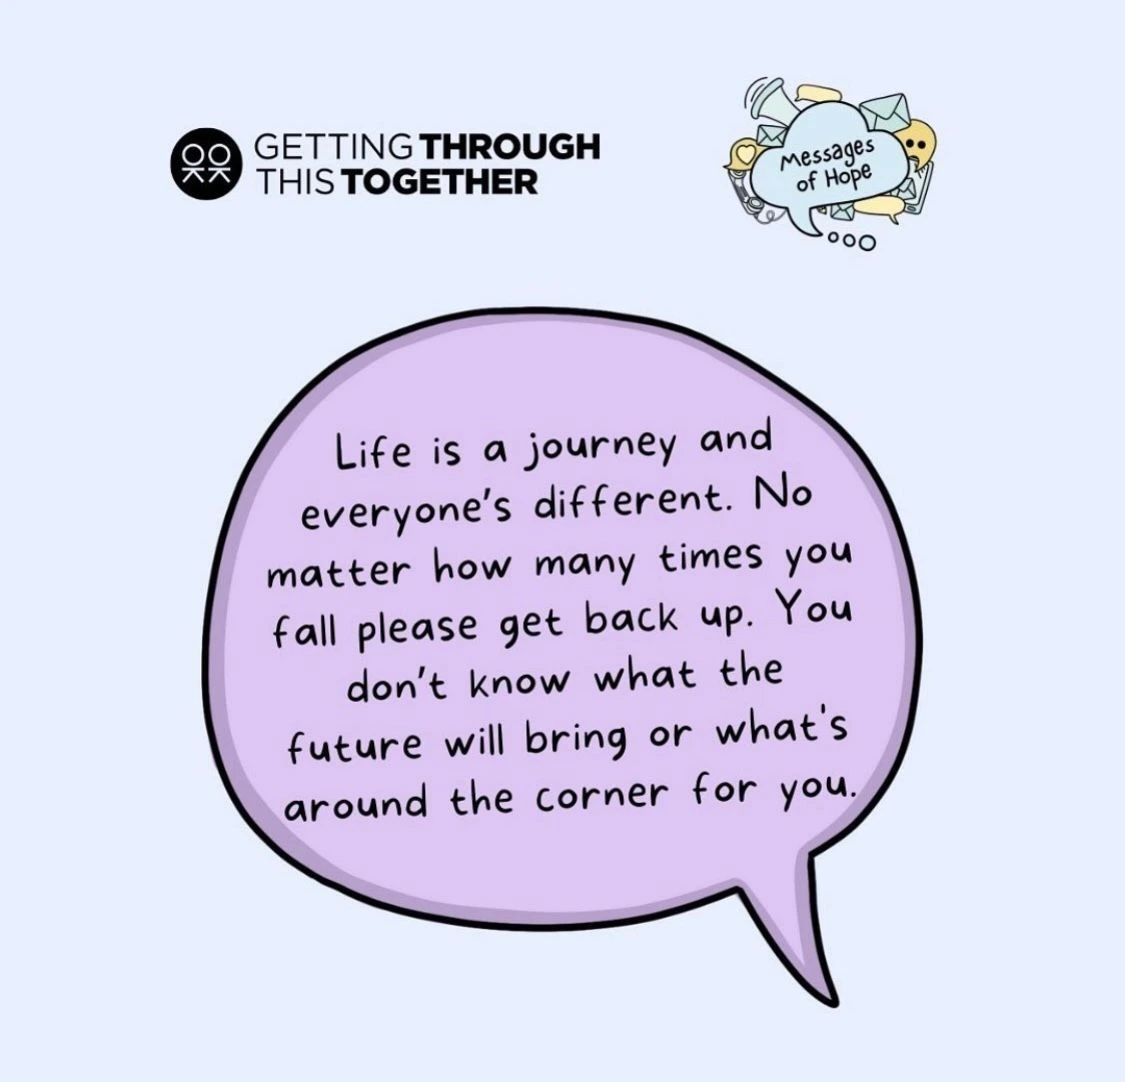 GETTING THROUGH
THIS TOGETHER
Messages
of Hope
Life is a journey and
everyone's different. No
matter how many times you
fall please get back up. You
don't know what the
future will bring or what's
around the corner for you.